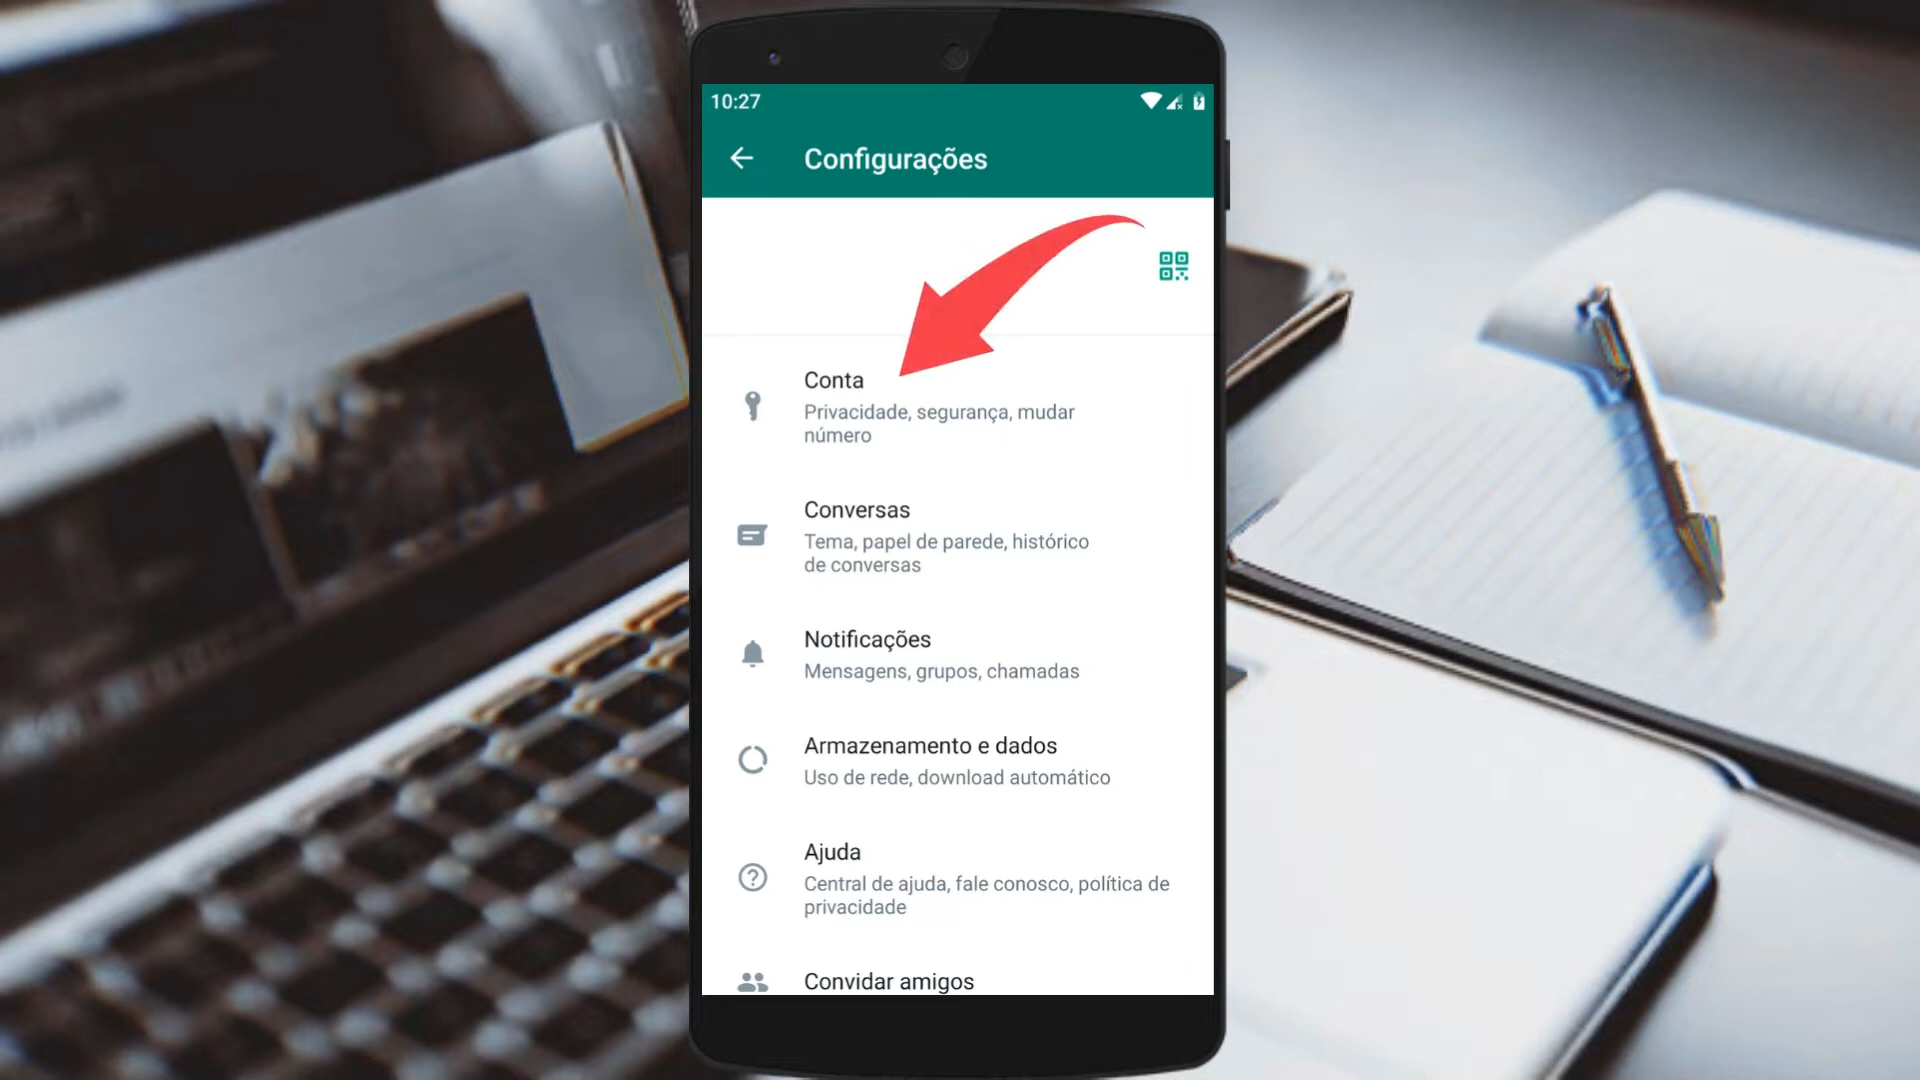 10:27
Configurações
Conta
Privacidade, segurança, mudar
número
Conversas
Tema, papel de parede, histórico
de conversas
Notificações
Mensagens, grupos, chamadas
Armazenamento e dados
Uso de rede, download automático
Ajuda
Central de ajuda, fale conosco, política de
privacidade
Convidar amigos